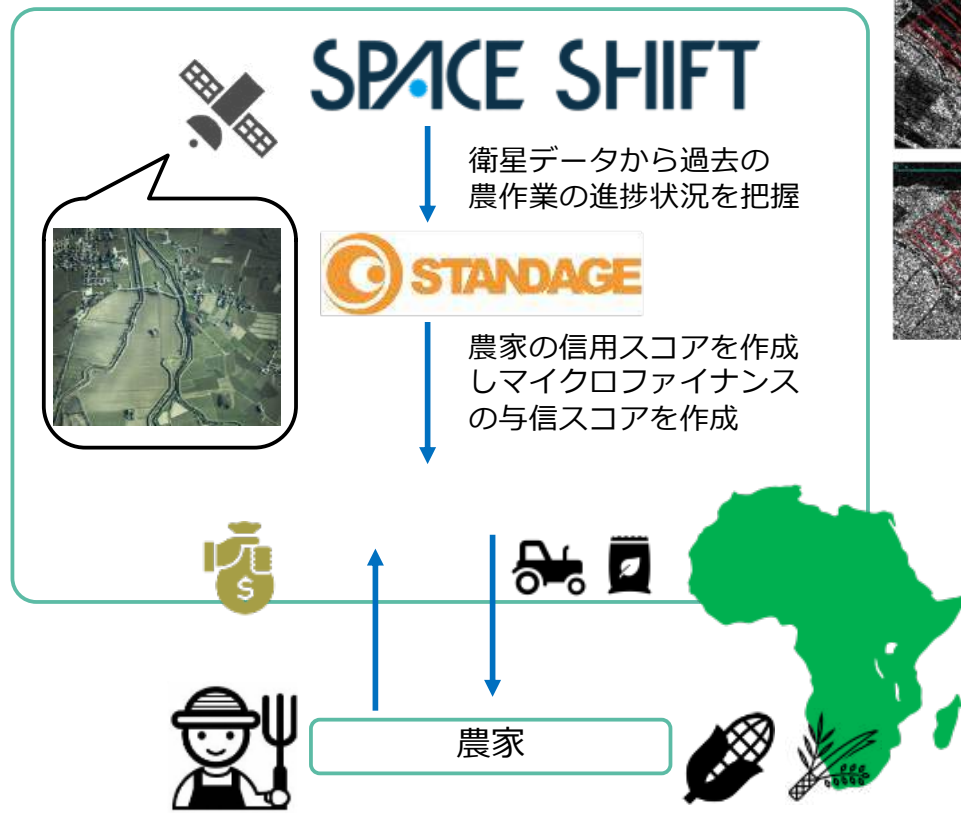 SPACE SHIFT
衛星データから過去の
農作業の進捗状況を把握
STANDAGE
農家の信用スコアを作成
しマイクロファイナンス
の与信スコアを作成
$
農家